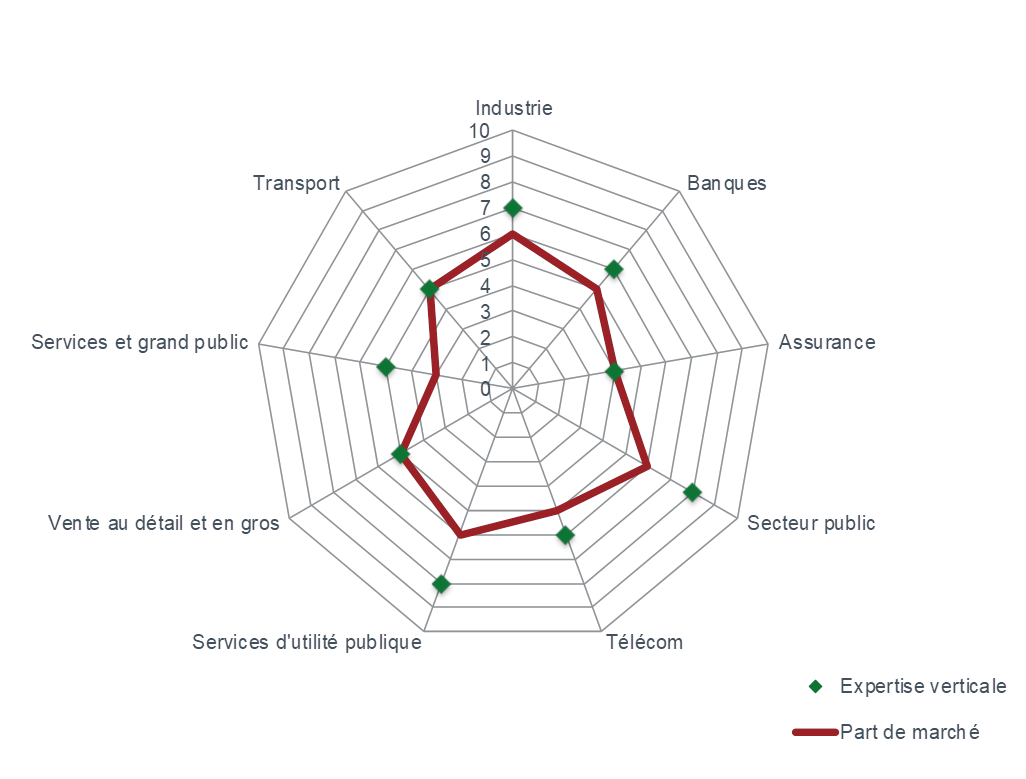 Industrie
10
9
8
7
6
5
4
3
2
1
0
Transport
Banques
Services et grand public
Assurance
Vente au détail et en gros
Secteur public
Services d'utilité publique
Télécom
Expertise verticale
Part de marché